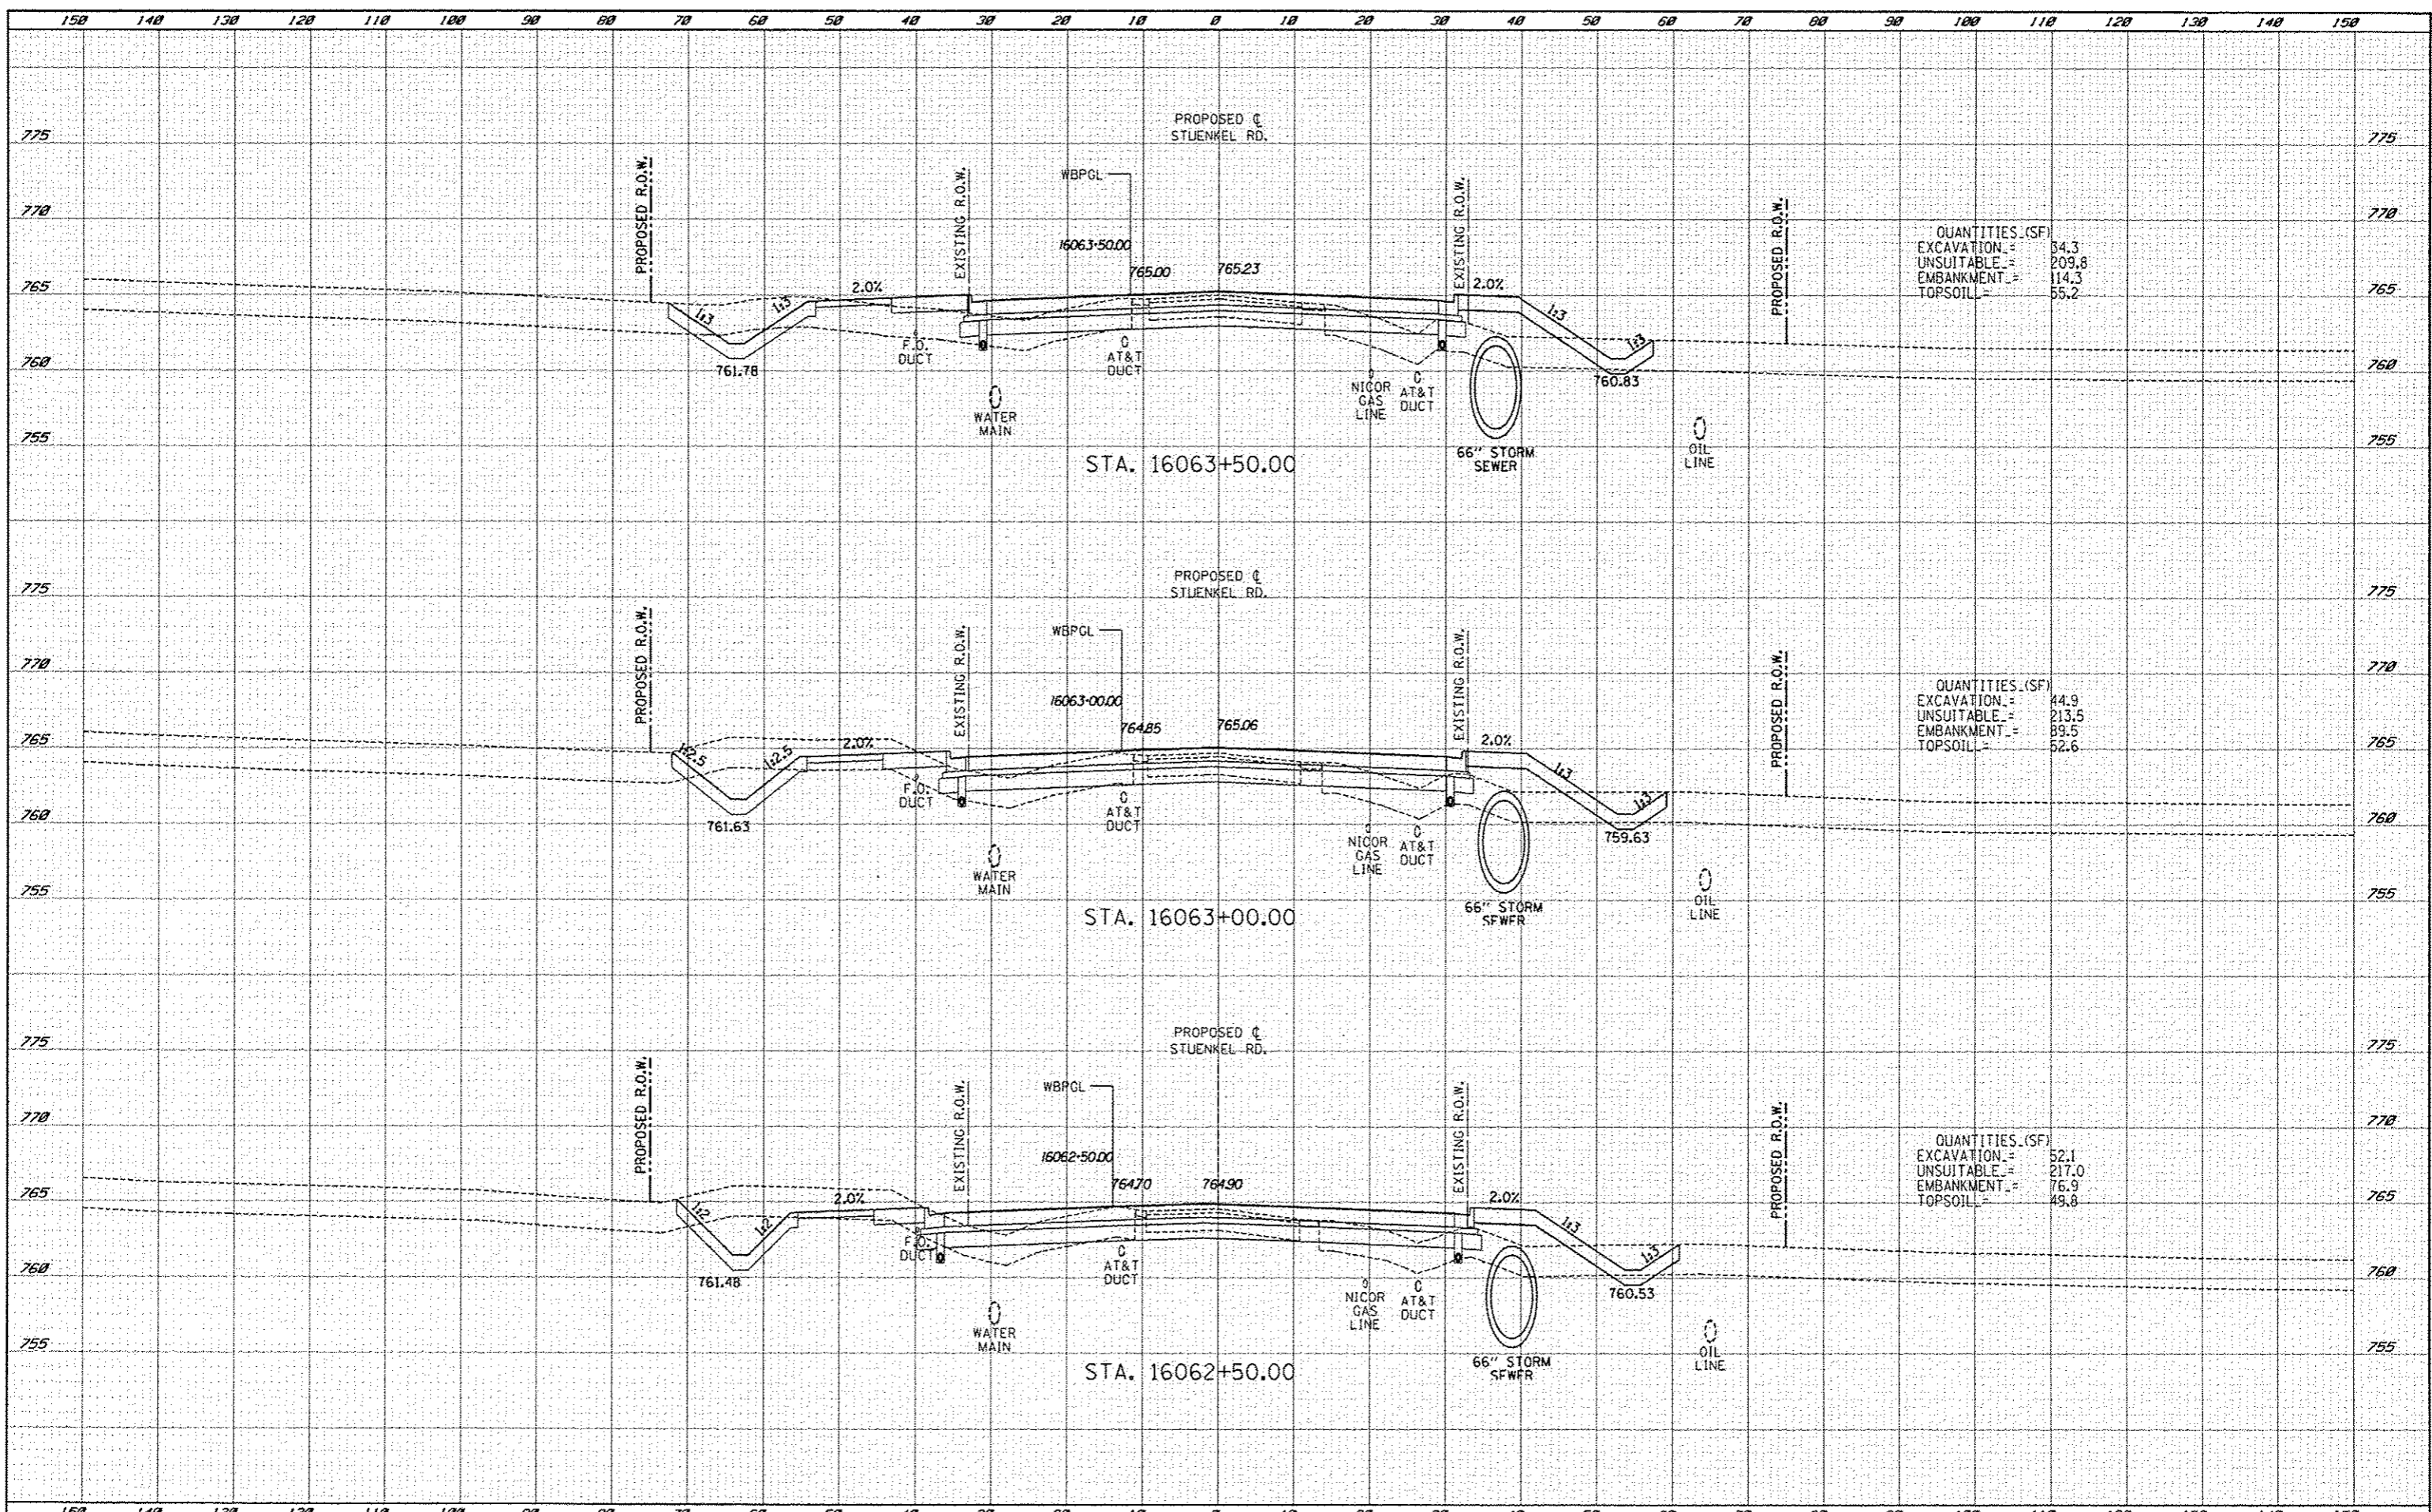 150 140 130 120 110 100 90 80 70 60 50 40 30 20 10 0 10 20 30 40 50 60 70 80 90 100 110 120 130 140 150
PROPOSED ℄
STUENKEL RD.
775 775
PROPOSED R.O.W.
EXISTING R.O.W.
WBPGL
EXISTING R.O.W.
PROPOSED R.O.W.
770 770
16063+50.00
QUANTITIES (SF)
EXCAVATION = 34.3
UNSUITABLE = 209.8
EMBANKMENT = 114.3
TOPSOIL = 55.2
765.00 765.23
765 765
1:3 1:3 2.0% 2.0% 1:3 1:3
F.O.
DUCT
AT&T
DUCT
760 760
761.78 760.83
NICOR
GAS
LINE
AT&T
DUCT
WATER
MAIN
755 755
66" STORM
SEWER
OIL
LINE
STA. 16063+50.00
PROPOSED ℄
STUENKEL RD.
775 775
PROPOSED R.O.W.
EXISTING R.O.W.
WBPGL
EXISTING R.O.W.
PROPOSED R.O.W.
770 770
16063+00.00
QUANTITIES (SF)
EXCAVATION = 44.9
UNSUITABLE = 213.5
EMBANKMENT = 89.5
TOPSOIL = 52.6
764.85 765.06
765 765
1:2.5 1:2.5 2.0% 2.0% 1:3 1:3
F.O.
DUCT
AT&T
DUCT
760 760
761.63 759.63
NICOR
GAS
LINE
AT&T
DUCT
WATER
MAIN
755 755
66" STORM
SEWER
OIL
LINE
STA. 16063+00.00
PROPOSED ℄
STUENKEL RD.
775 775
PROPOSED R.O.W.
EXISTING R.O.W.
WBPGL
EXISTING R.O.W.
PROPOSED R.O.W.
770 770
16062+50.00
QUANTITIES (SF)
EXCAVATION = 52.1
UNSUITABLE = 217.0
EMBANKMENT = 76.9
TOPSOIL = 49.8
764.70 764.90
765 765
1:2 1:2 2.0% 2.0% 1:3 1:3
F.O.
DUCT
AT&T
DUCT
760 760
761.48 760.53
NICOR
GAS
LINE
AT&T
DUCT
WATER
MAIN
755 755
66" STORM
SEWER
OIL
LINE
STA. 16062+50.00